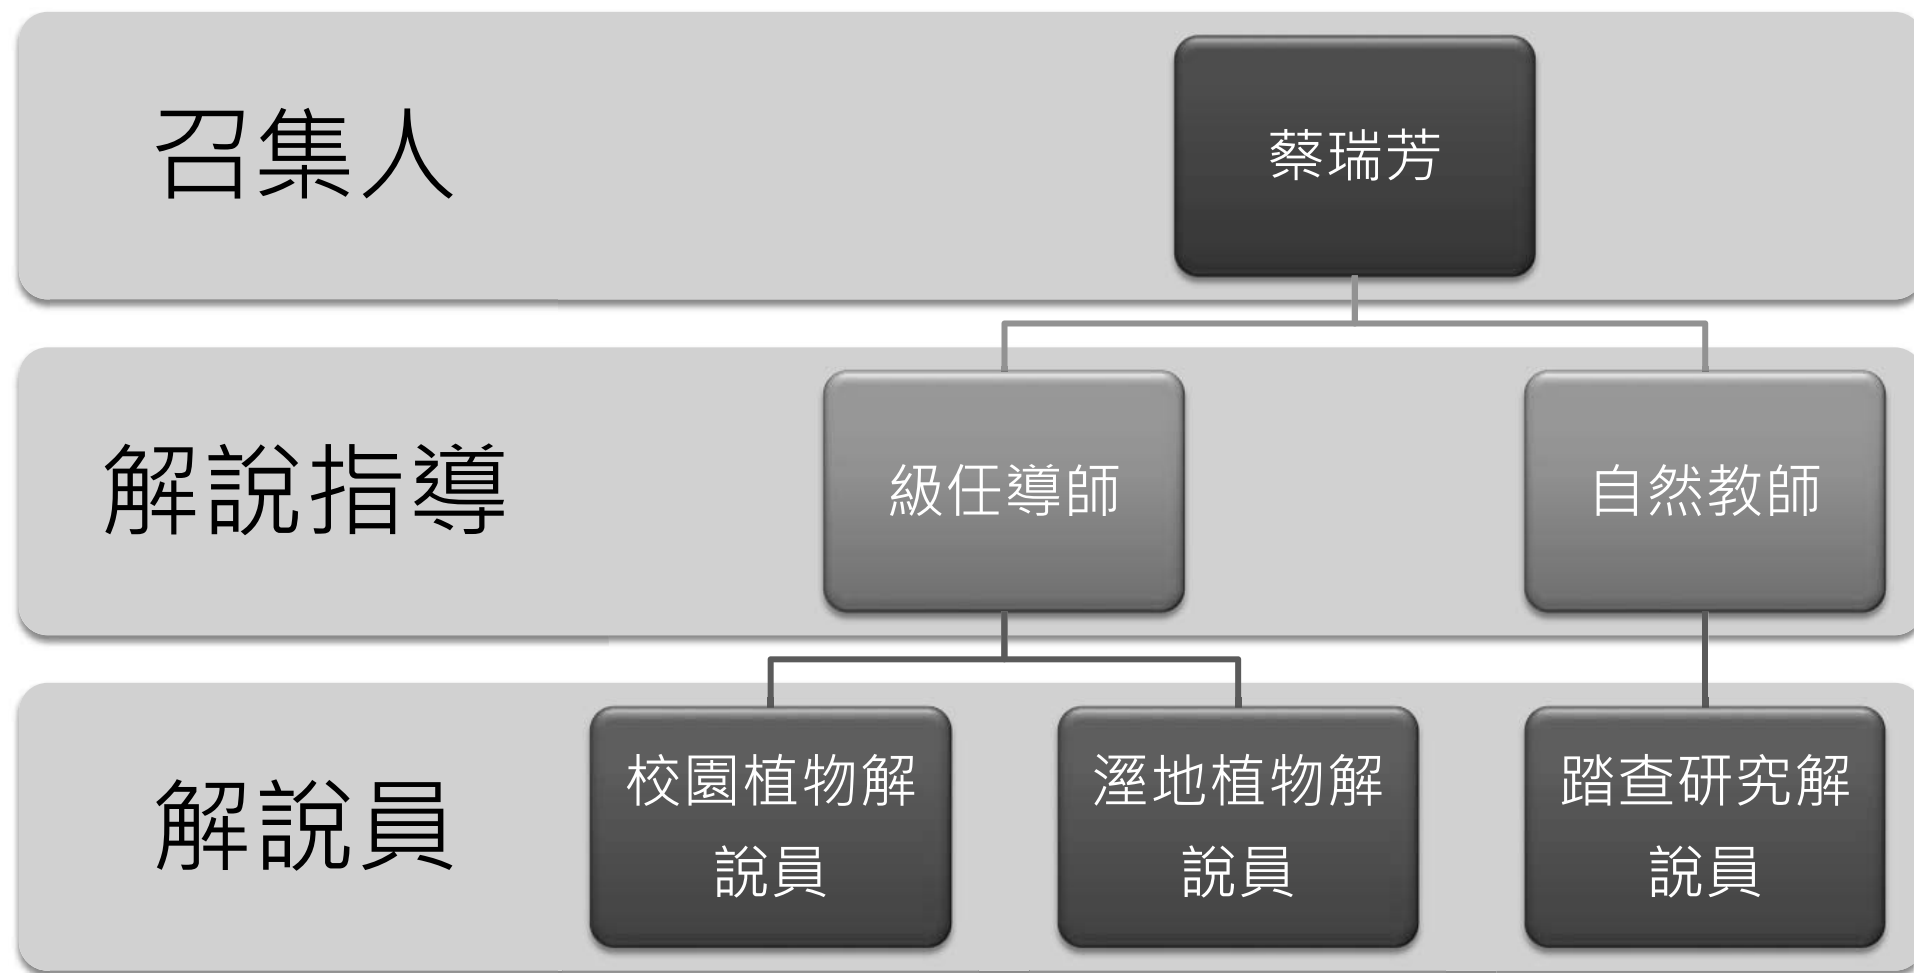 召集人
蔡瑞芳
解說指導
級任導師
自然教師
解說員
校園植物解
說員
溼地植物解
說員
踏查研究解
說員